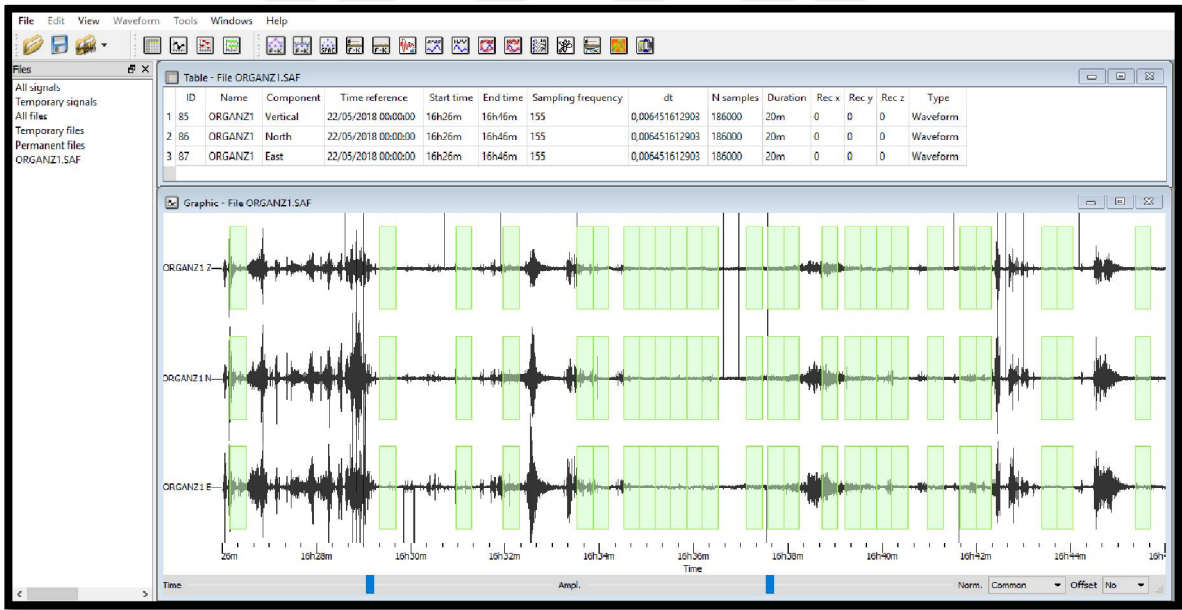 File Edit View Waveform Tools Windows Help
Files
All signals
Temporary signals
All files
Temporary files
Permanent files
ORGANZ1.SAF
Table - File ORGANZ1.SAF
ID Name Component Time reference Start time End time Sampling frequency dt N samples Duration Rec x Rec y Rec z Type
1 85 ORGANZ1 Vertical 22/05/2018 00:00:00 16h26m 16h46m 155 0,006451612903 186000 20m 0 0 0 Waveform
2 86 ORGANZ1 North 22/05/2018 00:00:00 16h26m 16h46m 155 0,006451612903 186000 20m 0 0 0 Waveform
3 87 ORGANZ1 East 22/05/2018 00:00:00 16h26m 16h46m 155 0,006451612903 186000 20m 0 0 0 Waveform
Graphic - File ORGANZ1.SAF
ORGANZ1 Z
ORGANZ1 N
ORGANZ1 E
26m 16h28m 16h30m 16h32m 16h34m 16h36m 16h38m 16h40m 16h42m 16h44m 16h
Time
Time Ampl. Norm. Common Offset No